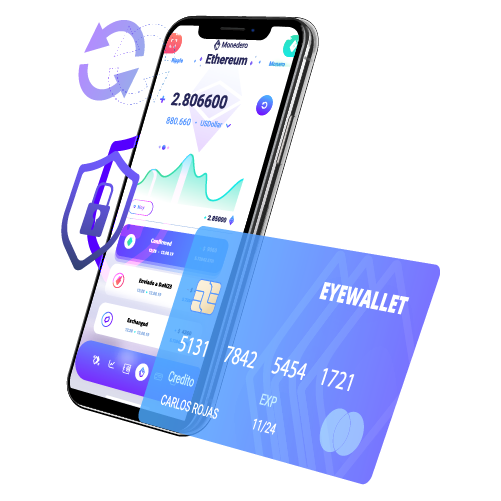 Monedero
Ripple
Ethereum
Monero
2.806600
880.660 - USDollar
2.85000
Confirmed
Enviado a
Exchanged
EYEWALLET
5131 7842 5454 1721
Credito
EXP
CARLOS ROJAS
11/24